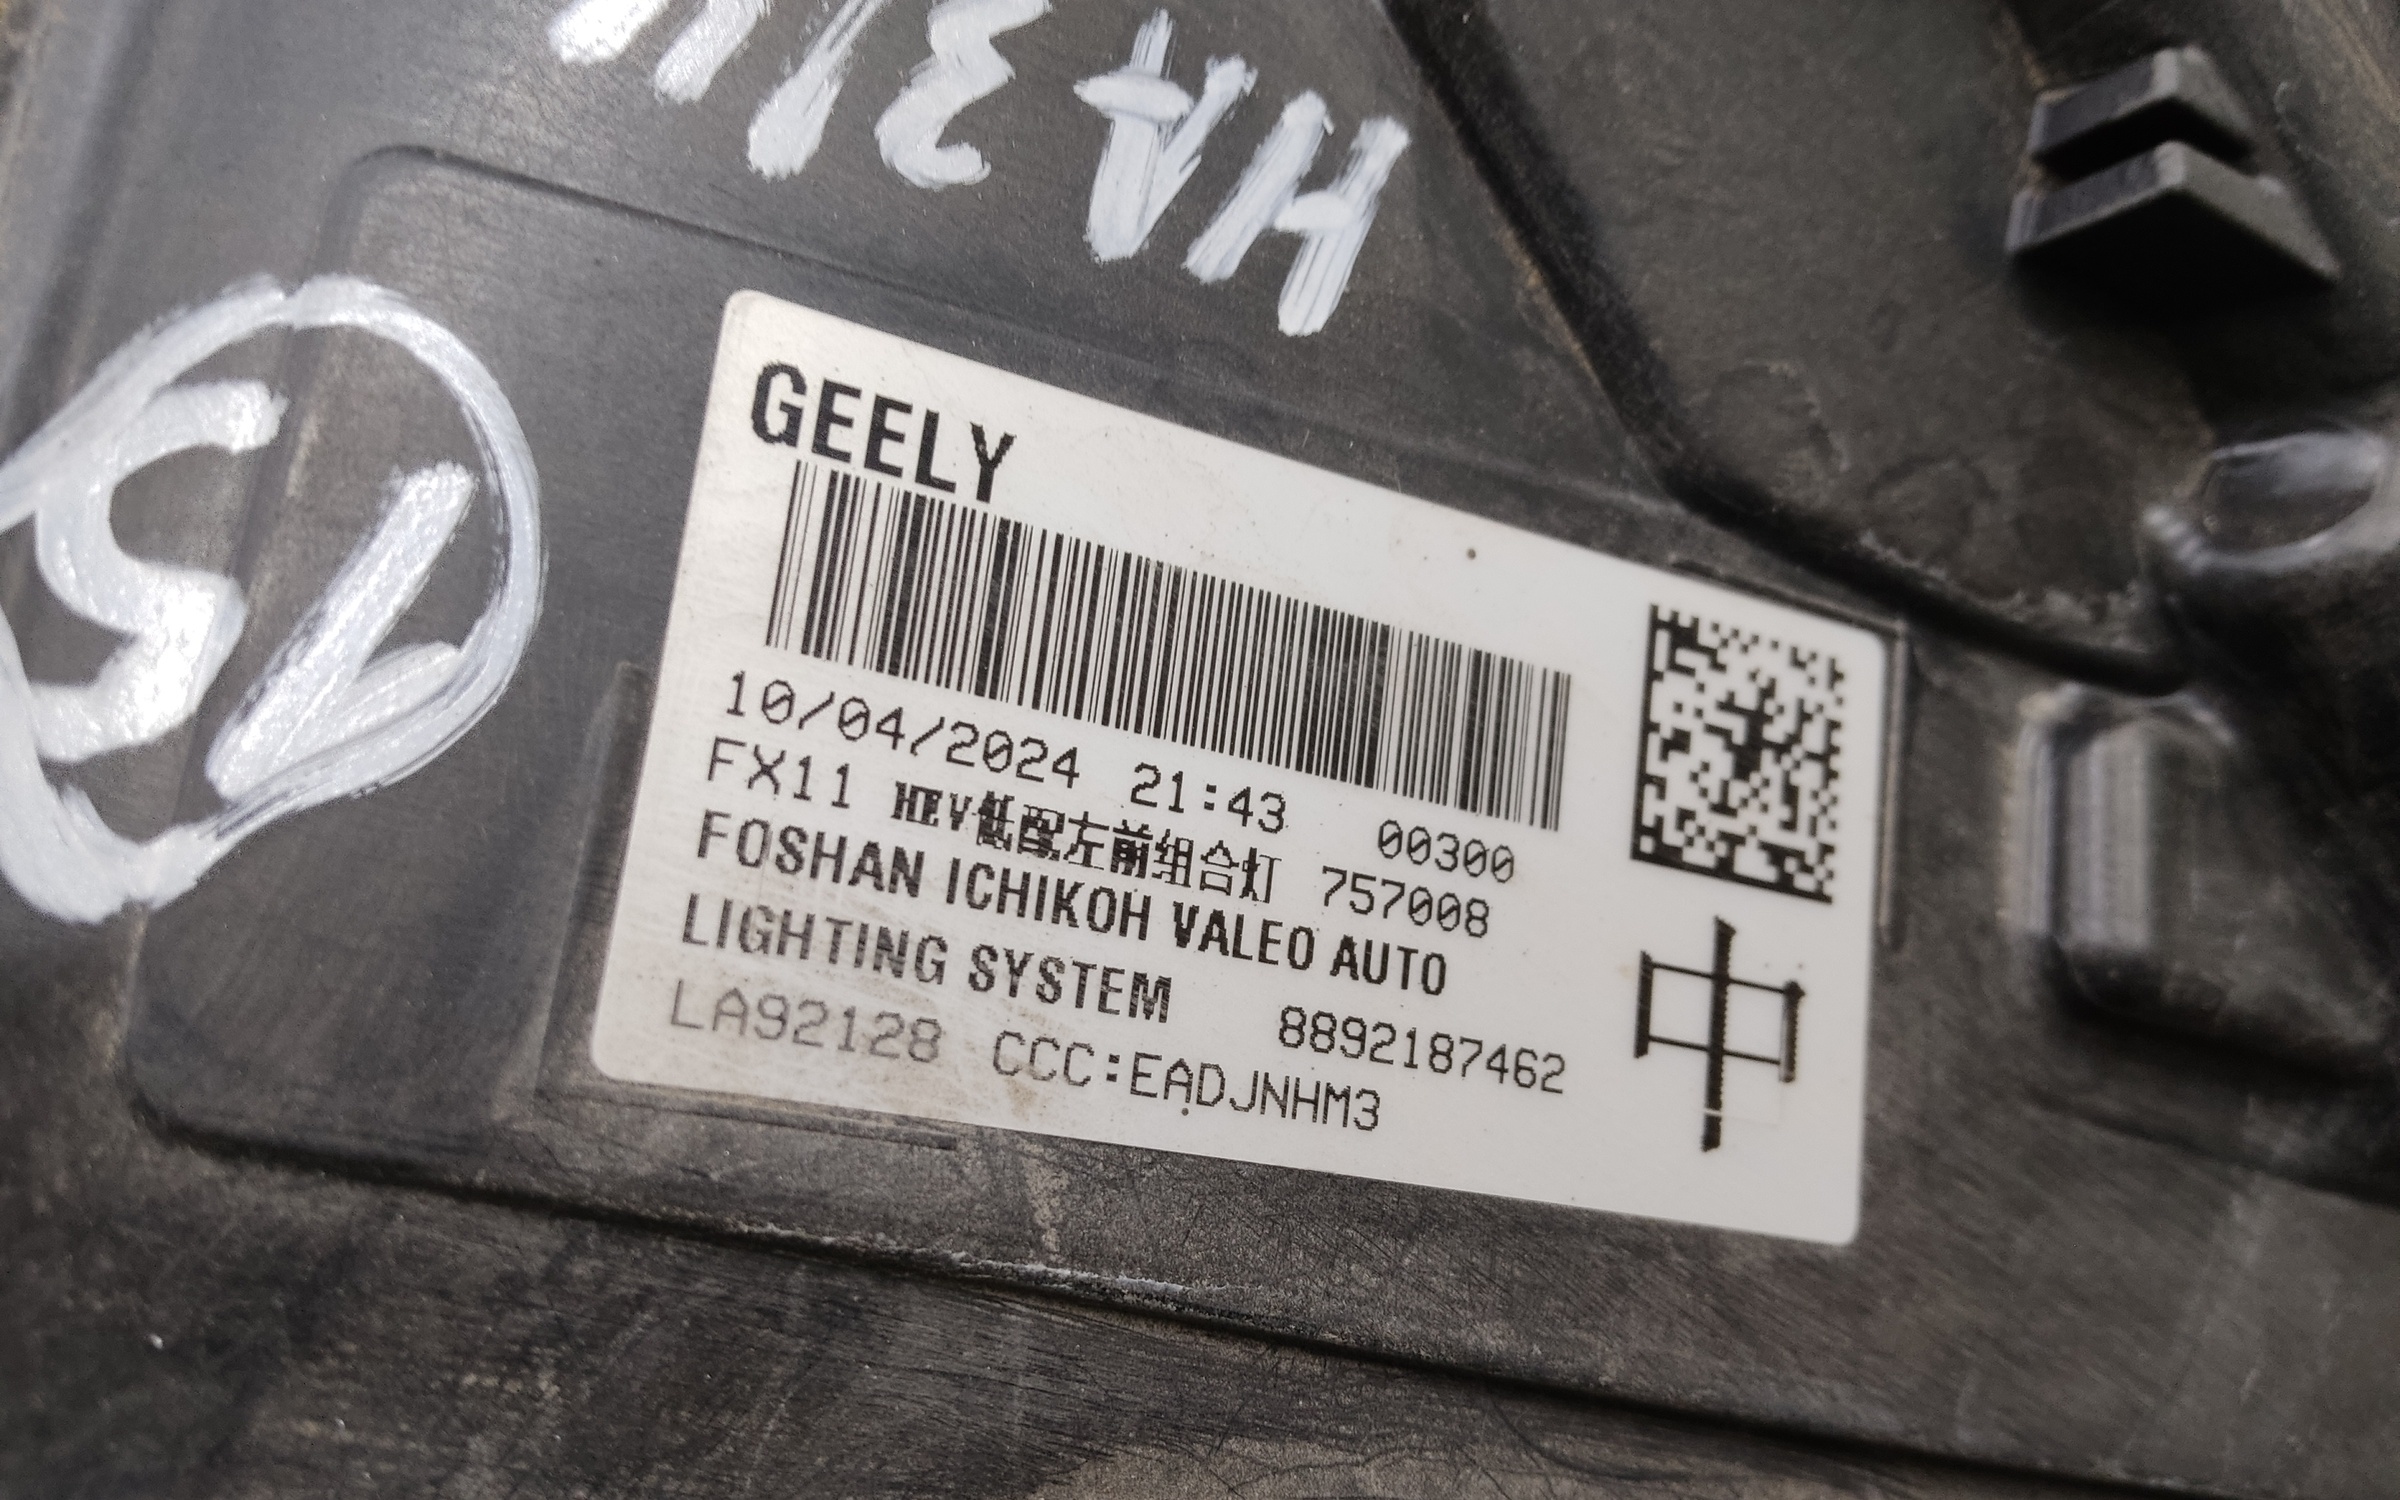 GEELY
10/04/2024 21:43 00300
FX11 HEV低配左前组合灯 757008
FOSHAN ICHIKOH VALEO AUTO
LIGHTING SYSTEM 8892187462
LA92128 CCC:EADJNHM3
中
15